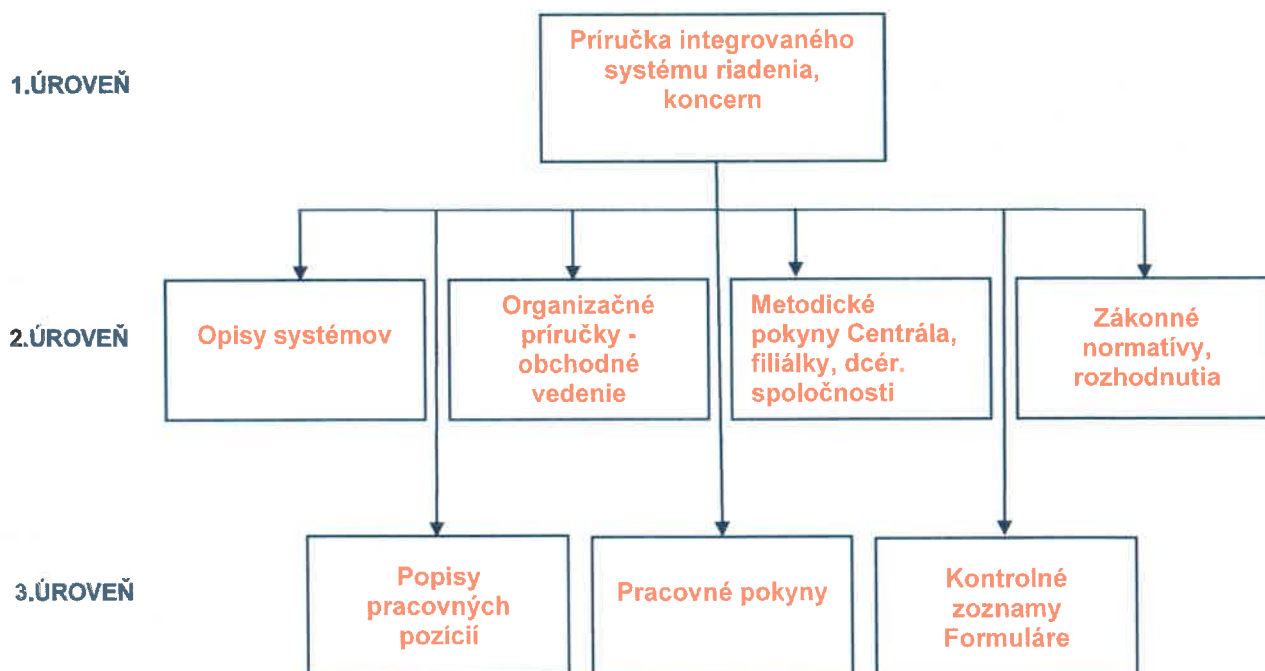 1.ÚROVEŇ
Príručka integrovaného
systému riadenia,
koncern
2.ÚROVEŇ
Opisy systémov
Organizačné
príručky -
obchodné
vedenie
Metodické
pokyny Centrála,
filiálky, dcér.
spoločnosti
Zákonné
normatívy,
rozhodnutia
3.ÚROVEŇ
Popisy
pracovných
pozícií
Pracovné pokyny
Kontrolné
zoznamy
Formuláre